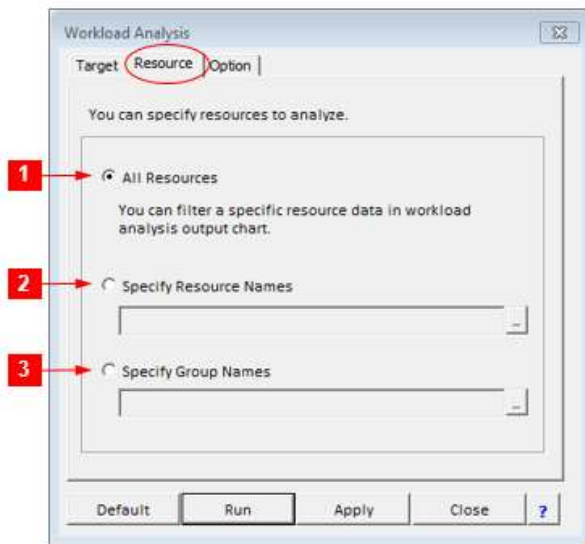 Workload Analysis
Target Resource Option
You can specify resources to analyze.
1 All Resources
You can filter a specific resource data in workload
analysis output chart.
2 Specify Resource Names
...
3 Specify Group Names
...
Default Run Apply Close ?